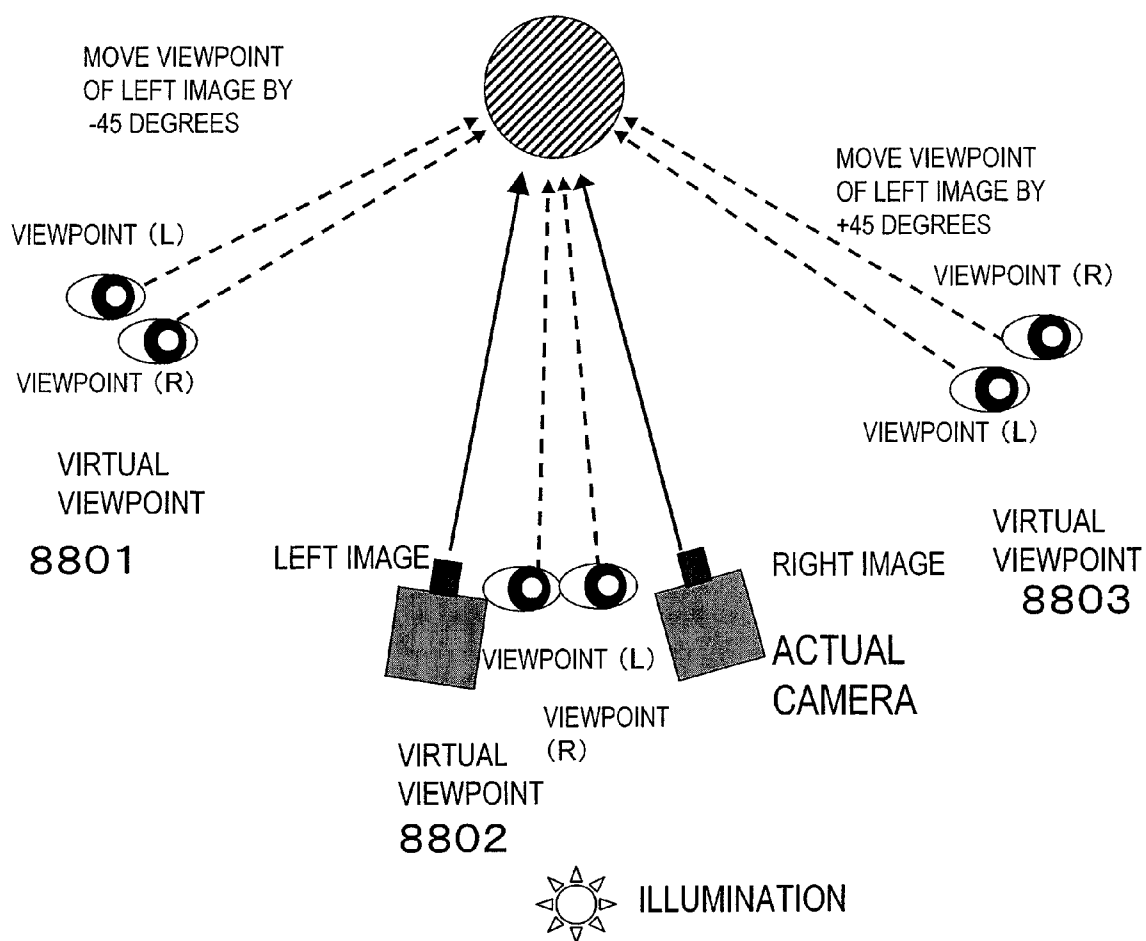 MOVE VIEWPOINT
OF LEFT IMAGE BY
-45 DEGREES
MOVE VIEWPOINT
OF LEFT IMAGE BY
+45 DEGREES
VIEWPOINT (L)
VIEWPOINT (R)
VIEWPOINT (R)
VIEWPOINT (L)
VIRTUAL
VIEWPOINT
8801
LEFT IMAGE
RIGHT IMAGE
VIRTUAL
VIEWPOINT
8803
VIEWPOINT (L)
ACTUAL
CAMERA
VIEWPOINT
(R)
VIRTUAL
VIEWPOINT
8802
ILLUMINATION